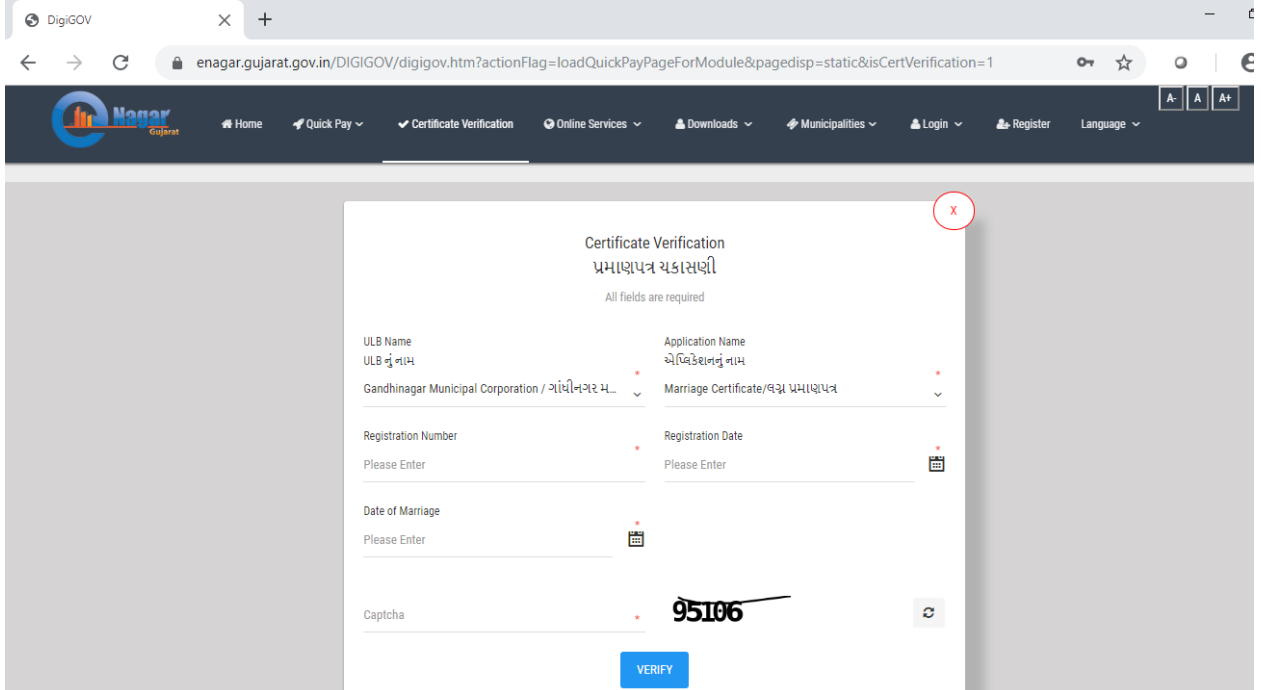 DigiGOV
enagar.gujarat.gov.in/DIGIGOV/digigov.htm?actionFlag=loadQuickPayPageForModule&pagedisp=static&isCertVerification=1
A- A A+
Nagar
Gujarat
Home Quick Pay Certificate Verification Online Services Downloads Municipalities Login Register Language
X
Certificate Verification
પ્રમાણપત્ર ચકાસણી
All fields are required
ULB Name Application Name
ULB નું નામ એપ્લિકેશનનું નામ
* *
Gandhinagar Municipal Corporation / ગાંધીનગર મ... Marriage Certificate/લગ્ન પ્રમાણપત્ર
Registration Number * Registration Date *
Please Enter Please Enter
Date of Marriage *
Please Enter
Captcha * 95106
VERIFY